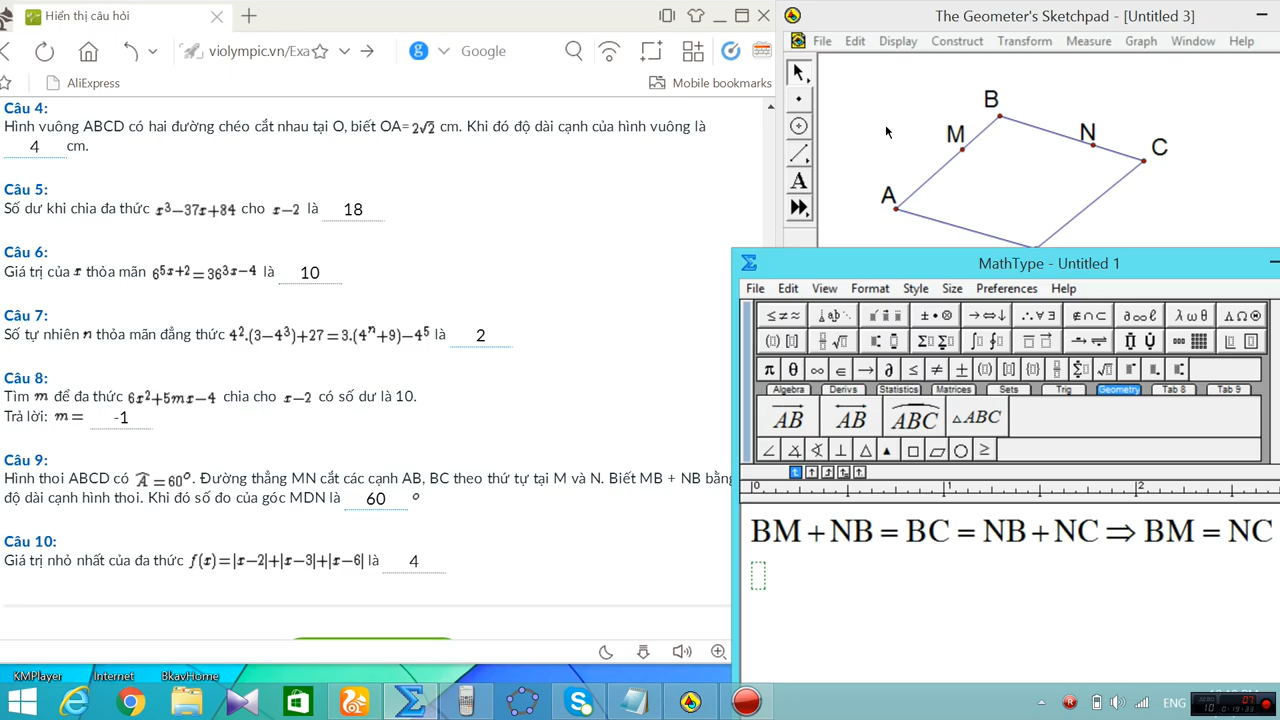 Hiển thị câu hỏi
violympic.vn/Exa
Google
AliExpress
Mobile bookmarks
Câu 4:
Hình vuông ABCD có hai đường chéo cắt nhau tại O, biết OA=2√2 cm. Khi đó độ dài cạnh của hình vuông là
4 cm.
Câu 5:
Số dư khi chia đa thức x³−37x+84 cho x−2 là 18
Câu 6:
Giá trị của x thỏa mãn 6^(5x+2)=36^(3x−4) là 10
Câu 7:
Số tự nhiên n thỏa mãn đẳng thức 4².(3−4³)+27=3.(4ⁿ+9)−4⁵ là 2
Câu 8:
Tìm m để đa thức 6x²+5mx−4 chia cho x−2 có số dư là 10.
Trả lời: m= -1
Câu 9:
Hình thoi ABCD có Â=60°. Đường thẳng MN cắt các cạnh AB, BC theo thứ tự tại M và N. Biết MB + NB bằng
độ dài cạnh hình thoi. Khi đó số đo của góc MDN là 60 °
Câu 10:
Giá trị nhỏ nhất của đa thức f(x)=|x−2|+|x−3|+|x−6| là 4
The Geometer's Sketchpad - [Untitled 3]
File Edit Display Construct Transform Measure Graph Window Help
B
M
N
C
A
MathType - Untitled 1
File Edit View Format Style Size Preferences Help
Algebra Derivs Statistics Matrices Sets Trig Geometry Tab 8 Tab 9
AB AB ABC △ABC
0 1 2
BM+NB=BC=NB+NC⇒BM=NC
KMPlayer Internet BkavHome
ENG